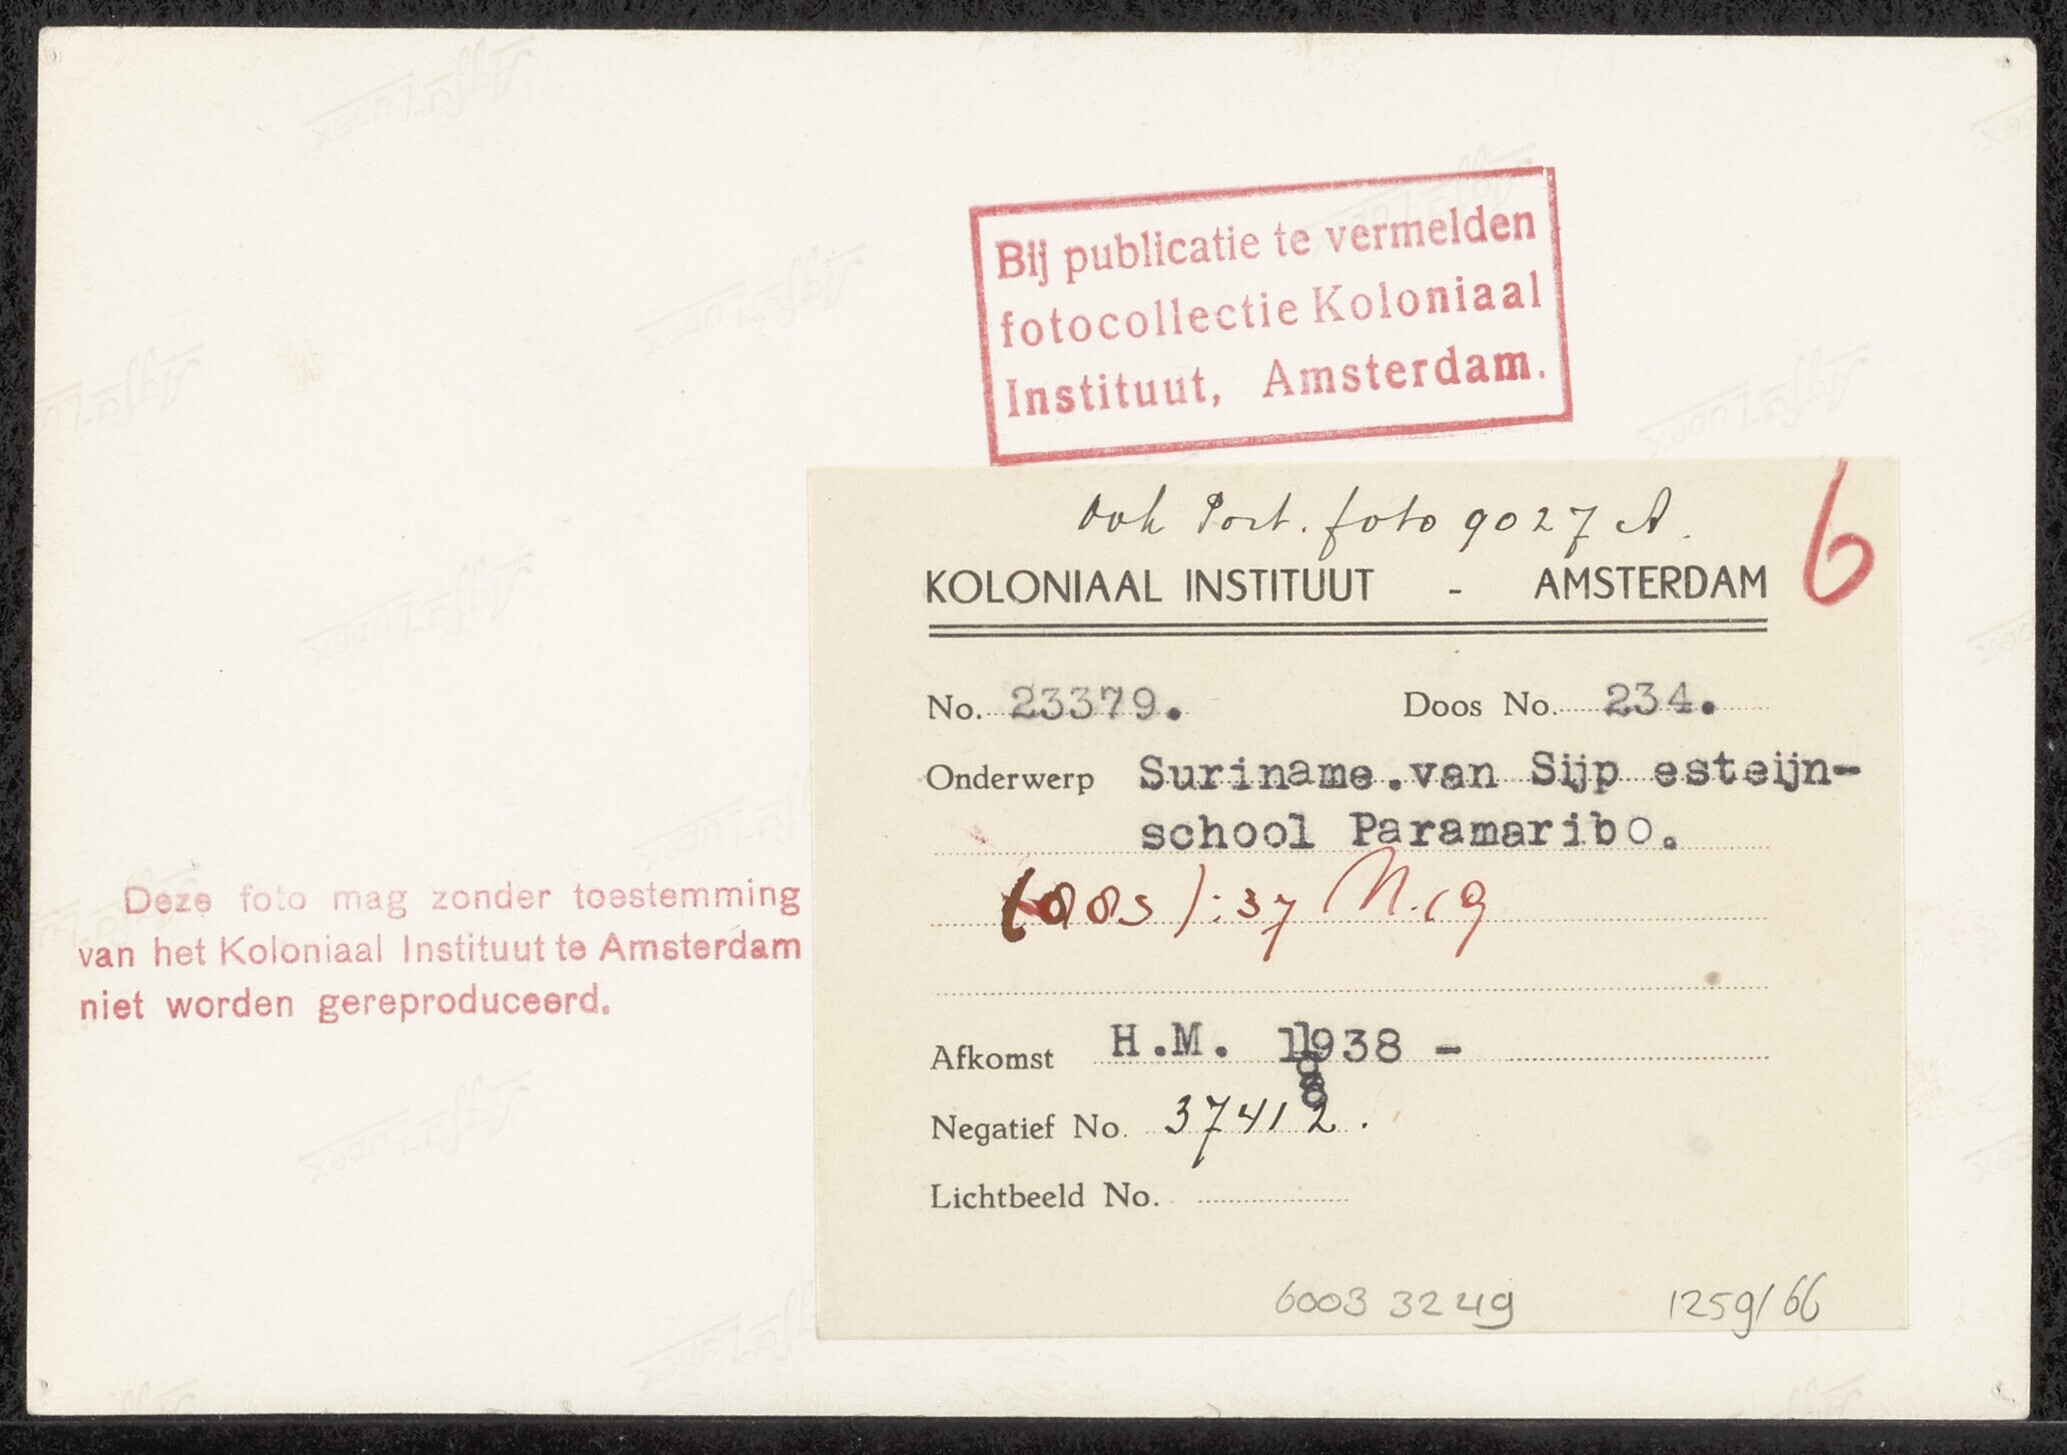 Bij publicatie te vermelden
fotocollectie Koloniaal
Instituut, Amsterdam.
Ook Port. foto 9027 A.
6
KOLONIAAL INSTITUUT - AMSTERDAM
No. 23379. Doos No. 234.
Onderwerp Suriname.van Sijp esteijn-
school Paramaribo.
Deze foto mag zonder toestemming
van het Koloniaal Instituut te Amsterdam
niet worden gereproduceerd.
Afkomst H.M. 1938 -
Negatief No. 37412.
Lichtbeeld No.
6003 3249 1259/66